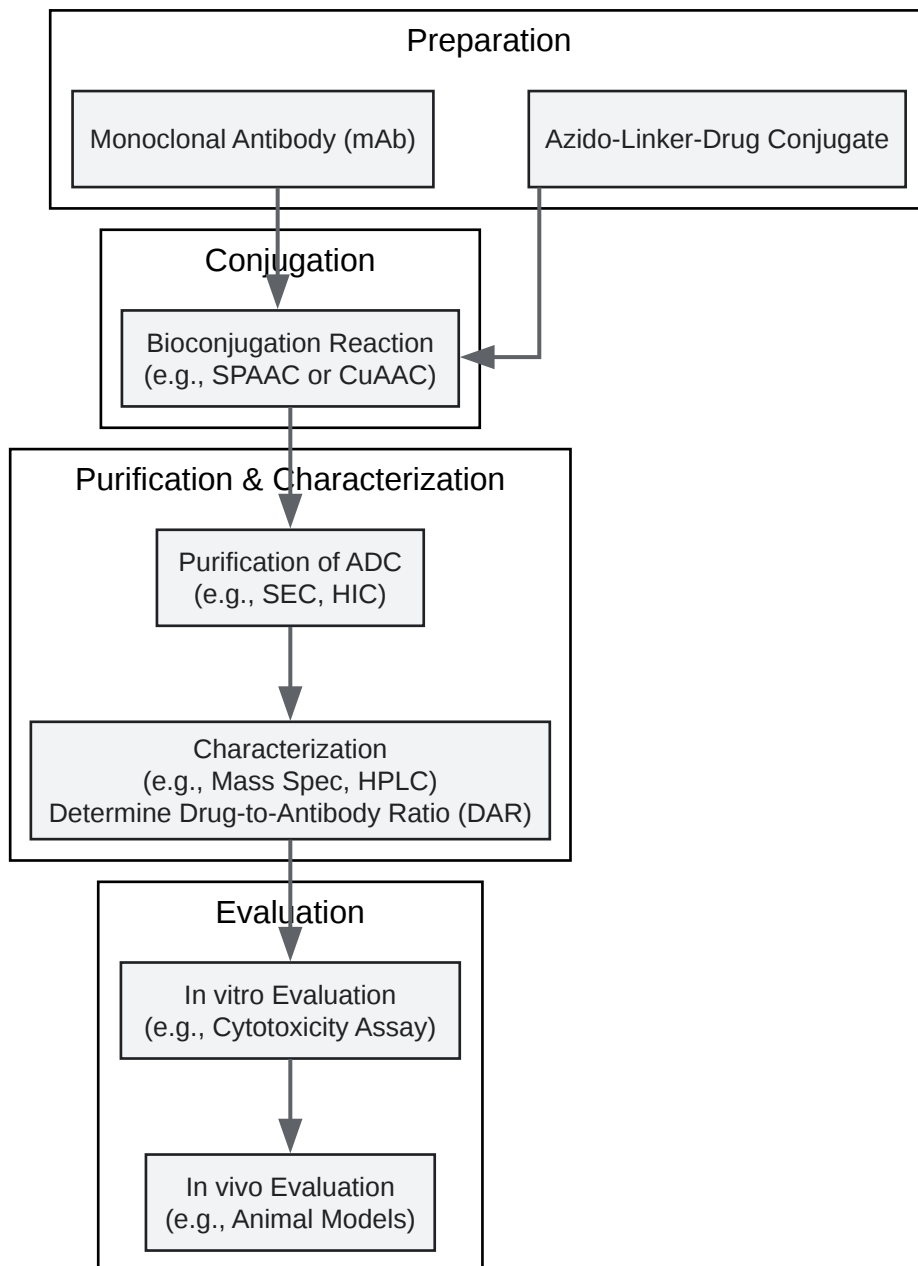 Preparation
Monoclonal Antibody (mAb)
Azido-Linker-Drug Conjugate
Conjugation
Bioconjugation Reaction
(e.g., SPAAC or CuAAC)
Purification & Characterization
Purification of ADC
(e.g., SEC, HIC)
Characterization
(e.g., Mass Spec, HPLC)
Determine Drug-to-Antibody Ratio (DAR)
Evaluation
In vitro Evaluation
(e.g., Cytotoxicity Assay)
In vivo Evaluation
(e.g., Animal Models)